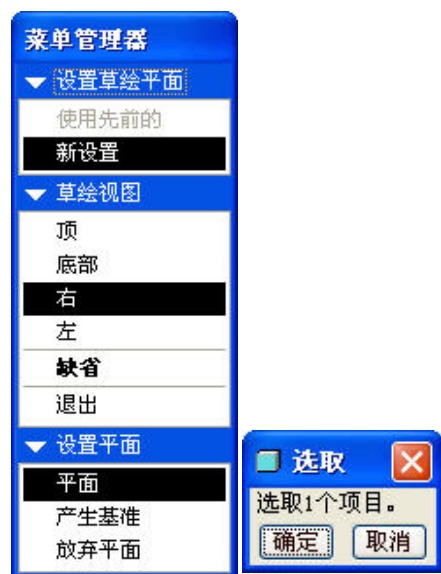 菜单管理器
设置草绘平面
使用先前的
新设置
草绘视图
顶
底部
右
左
缺省
退出
设置平面
平面
产生基准
放弃平面
选取
选取1个项目。
确定 取消